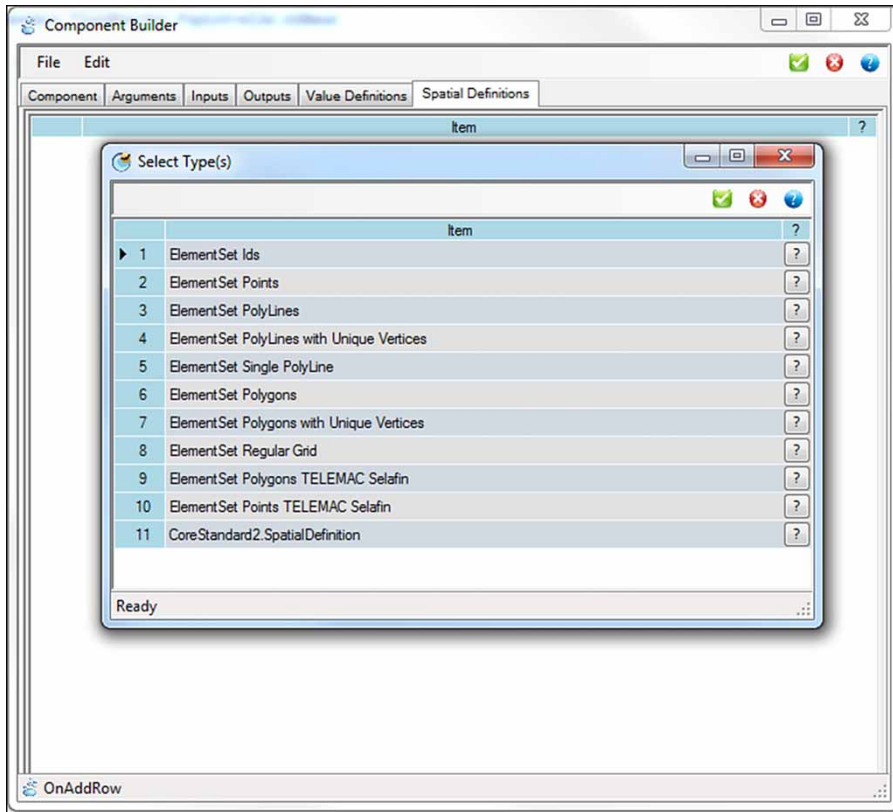 Component Builder
File Edit
Component Arguments Inputs Outputs Value Definitions Spatial Definitions
Item ?
Select Type(s)
Item ?
1 ElementSet Ids ?
2 ElementSet Points ?
3 ElementSet PolyLines ?
4 ElementSet PolyLines with Unique Vertices ?
5 ElementSet Single PolyLine ?
6 ElementSet Polygons ?
7 ElementSet Polygons with Unique Vertices ?
8 ElementSet Regular Grid ?
9 ElementSet Polygons TELEMAC Selafin ?
10 ElementSet Points TELEMAC Selafin ?
11 CoreStandard2.SpatialDefinition ?
Ready
OnAddRow